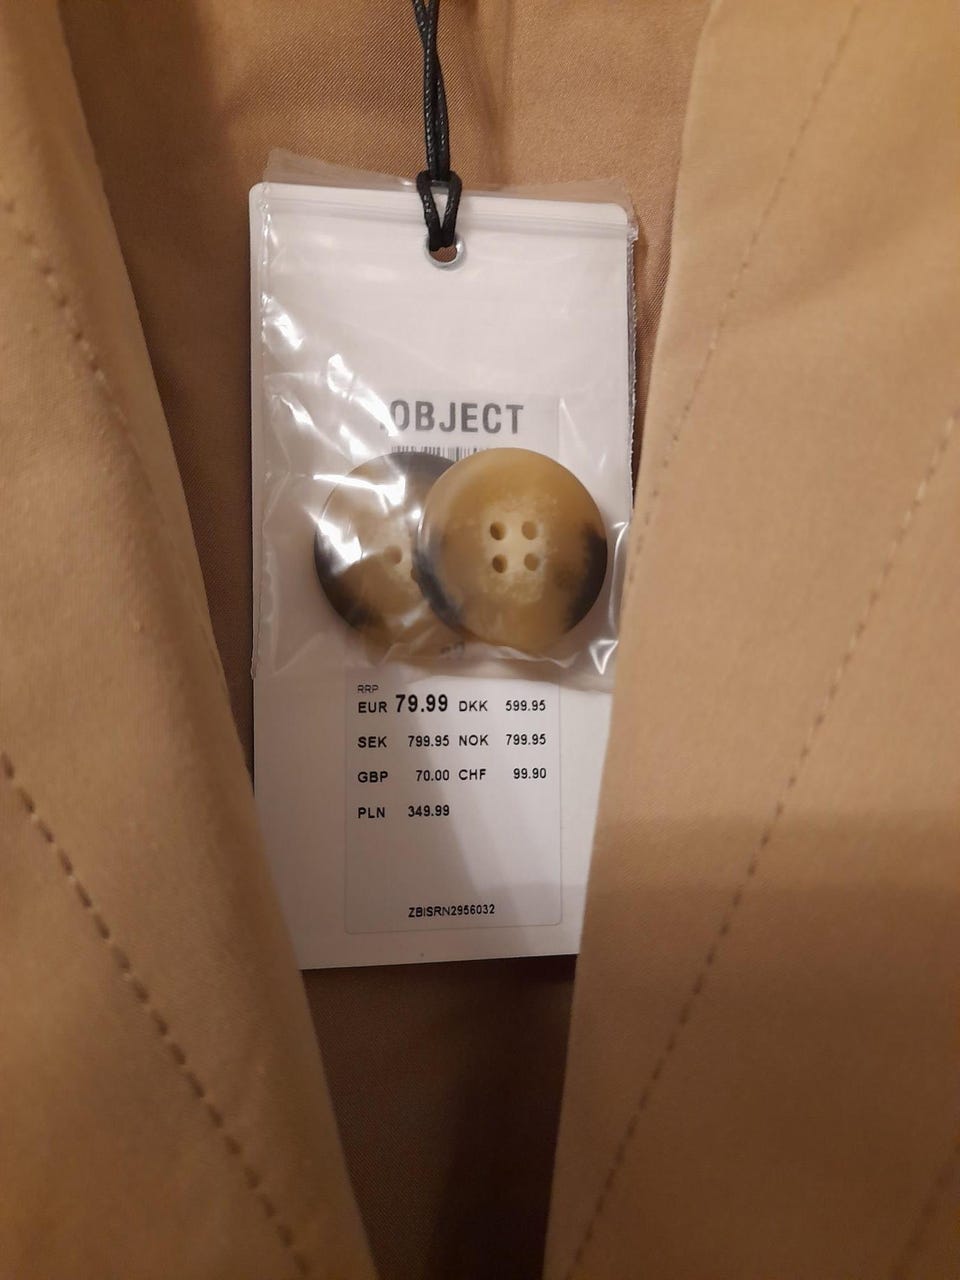 .OBJECT
RRP
EUR 79.99 DKK 599.95
SEK 799.95 NOK 799.95
GBP 70.00 CHF 99.90
PLN 349.99
ZBISRN2956032